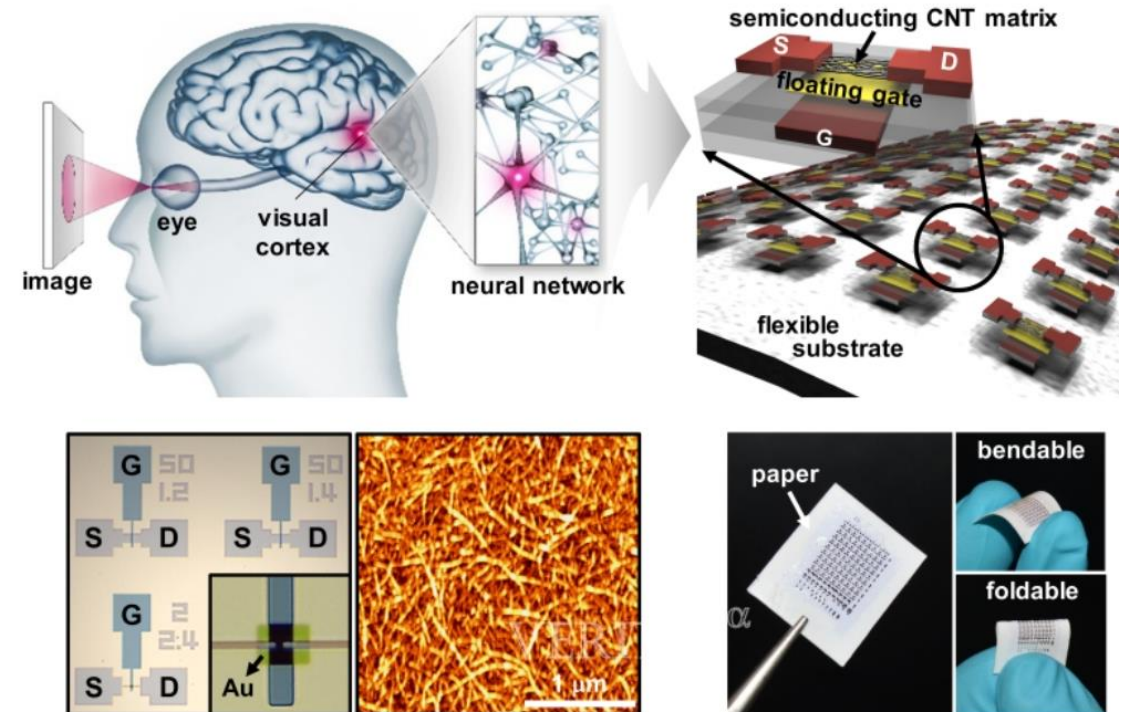 semiconducting CNT matrix
S
D
floating gate
G
eye
visual
cortex
image
neural network
flexible
substrate
G
50
1.2
S
D
G
50
1.4
S
D
G
2
2:4
S
D
Au
VERJ
1 μm
paper
α
bendable
foldable